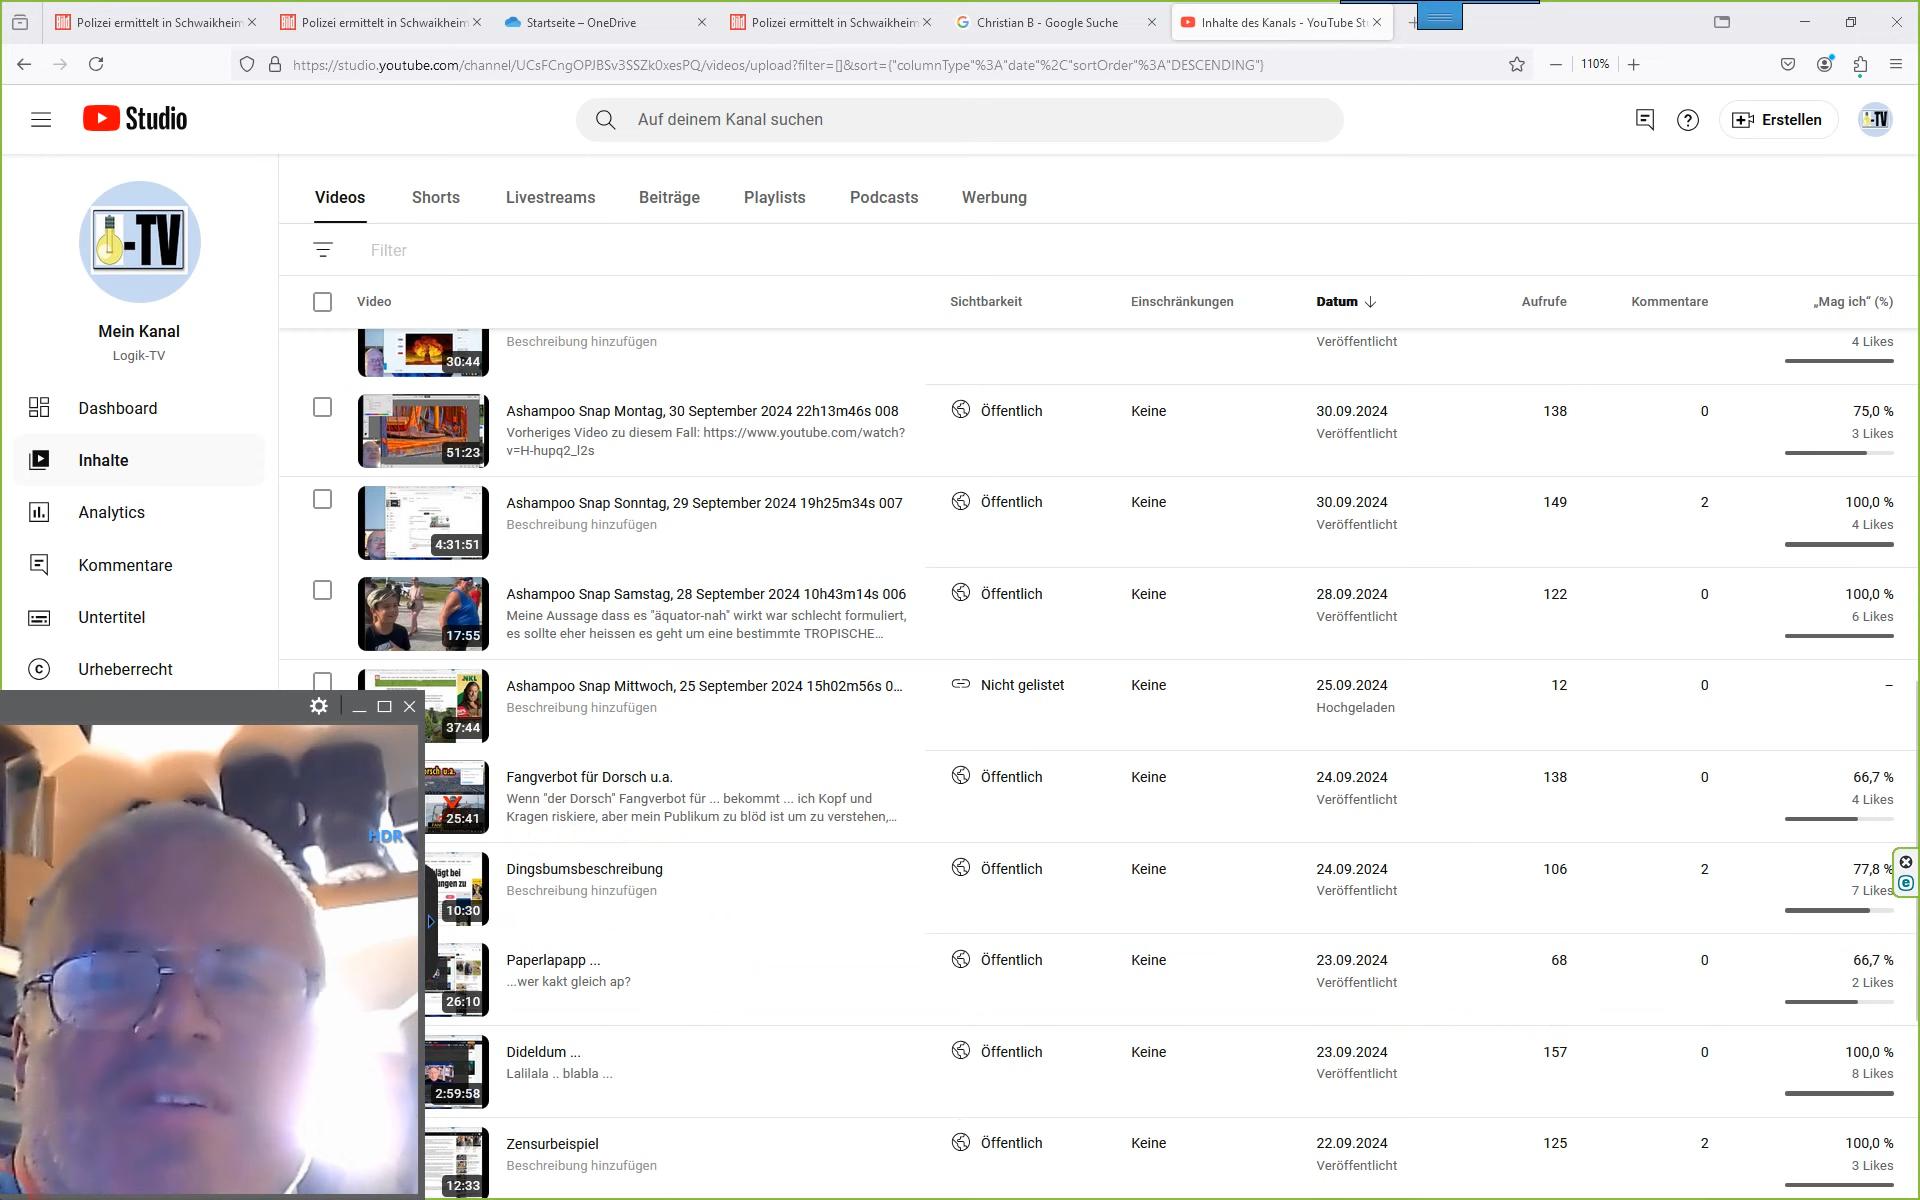 Polizei ermittelt in Schwaikheim
Polizei ermittelt in Schwaikheim
Startseite – OneDrive
Polizei ermittelt in Schwaikheim
Christian B - Google Suche
Inhalte des Kanals - YouTube St
https://studio.youtube.com/channel/UCsFCngOPJBSv3SSZk0xesPQ/videos/upload?filter=[]&sort={"columnType"%3A"date"%2C"sortOrder"%3A"DESCENDING"}
110%
Studio
Auf deinem Kanal suchen
Erstellen
-TV
Videos
Shorts
Livestreams
Beiträge
Playlists
Podcasts
Werbung
Filter
-TV
Mein Kanal
Logik-TV
Dashboard
Inhalte
Analytics
Kommentare
Untertitel
Urheberrecht
Video Sichtbarkeit Einschränkungen Datum Aufrufe Kommentare „Mag ich“ (%)
30:44 Beschreibung hinzufügen Veröffentlicht 4 Likes
Ashampoo Snap Montag, 30 September 2024 22h13m46s 008 Öffentlich Keine 30.09.2024 138 0 75,0 %
Vorheriges Video zu diesem Fall: https://www.youtube.com/watch? Veröffentlicht 3 Likes
v=H-hupq2_l2s
51:23
Ashampoo Snap Sonntag, 29 September 2024 19h25m34s 007 Öffentlich Keine 30.09.2024 149 2 100,0 %
Beschreibung hinzufügen Veröffentlicht 4 Likes
4:31:51
Ashampoo Snap Samstag, 28 September 2024 10h43m14s 006 Öffentlich Keine 28.09.2024 122 0 100,0 %
Meine Aussage dass es "äquator-nah" wirkt war schlecht formuliert, Veröffentlicht 6 Likes
es sollte eher heissen es geht um eine bestimmte TROPISCHE...
17:55
Ashampoo Snap Mittwoch, 25 September 2024 15h02m56s 0... Nicht gelistet Keine 25.09.2024 12 0 –
Beschreibung hinzufügen Hochgeladen
NKL
37:44
Fangverbot für Dorsch u.a. Öffentlich Keine 24.09.2024 138 0 66,7 %
Wenn "der Dorsch" Fangverbot für ... bekommt ... ich Kopf und Veröffentlicht 4 Likes
Kragen riskiere, aber mein Publikum zu blöd ist um zu verstehen,...
25:41
Dingsbumsbeschreibung Öffentlich Keine 24.09.2024 106 2 77,8 %
Beschreibung hinzufügen Veröffentlicht 7 Likes
10:30
Paperlapapp ... Öffentlich Keine 23.09.2024 68 0 66,7 %
...wer kakt gleich ap? Veröffentlicht 2 Likes
26:10
Dideldum ... Öffentlich Keine 23.09.2024 157 0 100,0 %
Lalilala .. blabla ... Veröffentlicht 8 Likes
2:59:58
Zensurbeispiel Öffentlich Keine 22.09.2024 125 2 100,0 %
Beschreibung hinzufügen Veröffentlicht 3 Likes
12:33
HDR